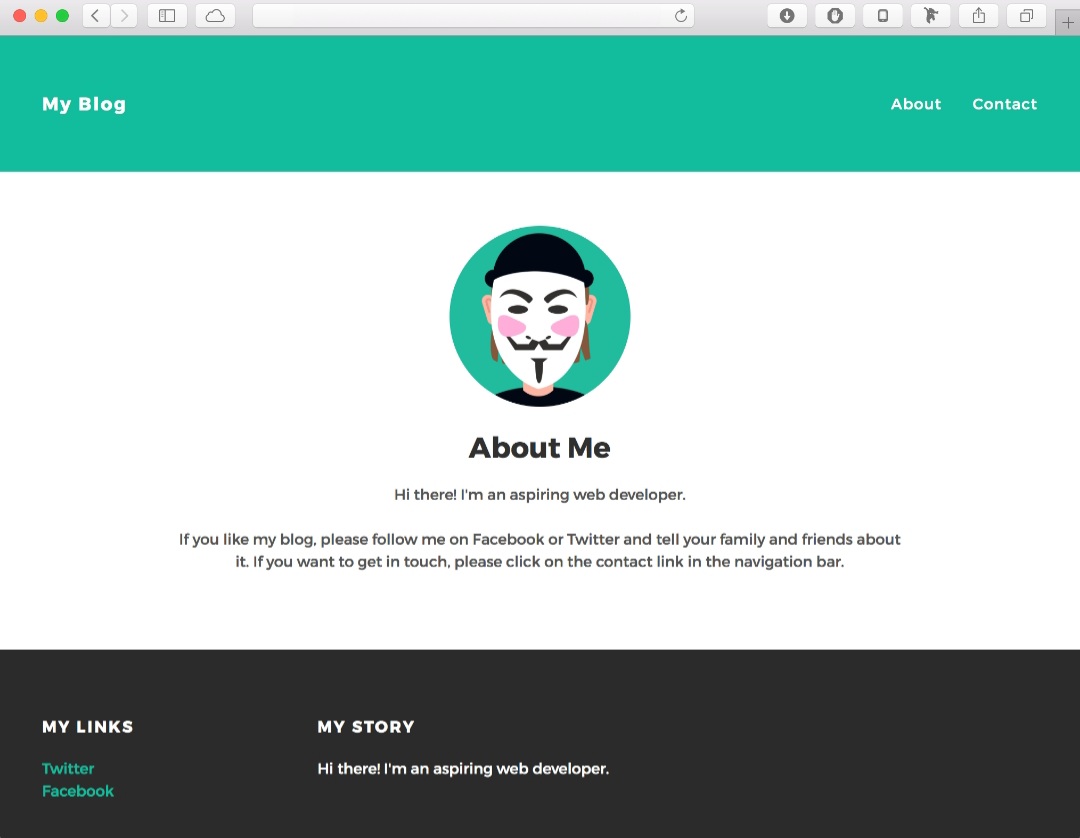 My Blog
About Contact
About Me
Hi there! I'm an aspiring web developer.
If you like my blog, please follow me on Facebook or Twitter and tell your family and friends about
it. If you want to get in touch, please click on the contact link in the navigation bar.
MY LINKS
Twitter
Facebook
MY STORY
Hi there! I'm an aspiring web developer.